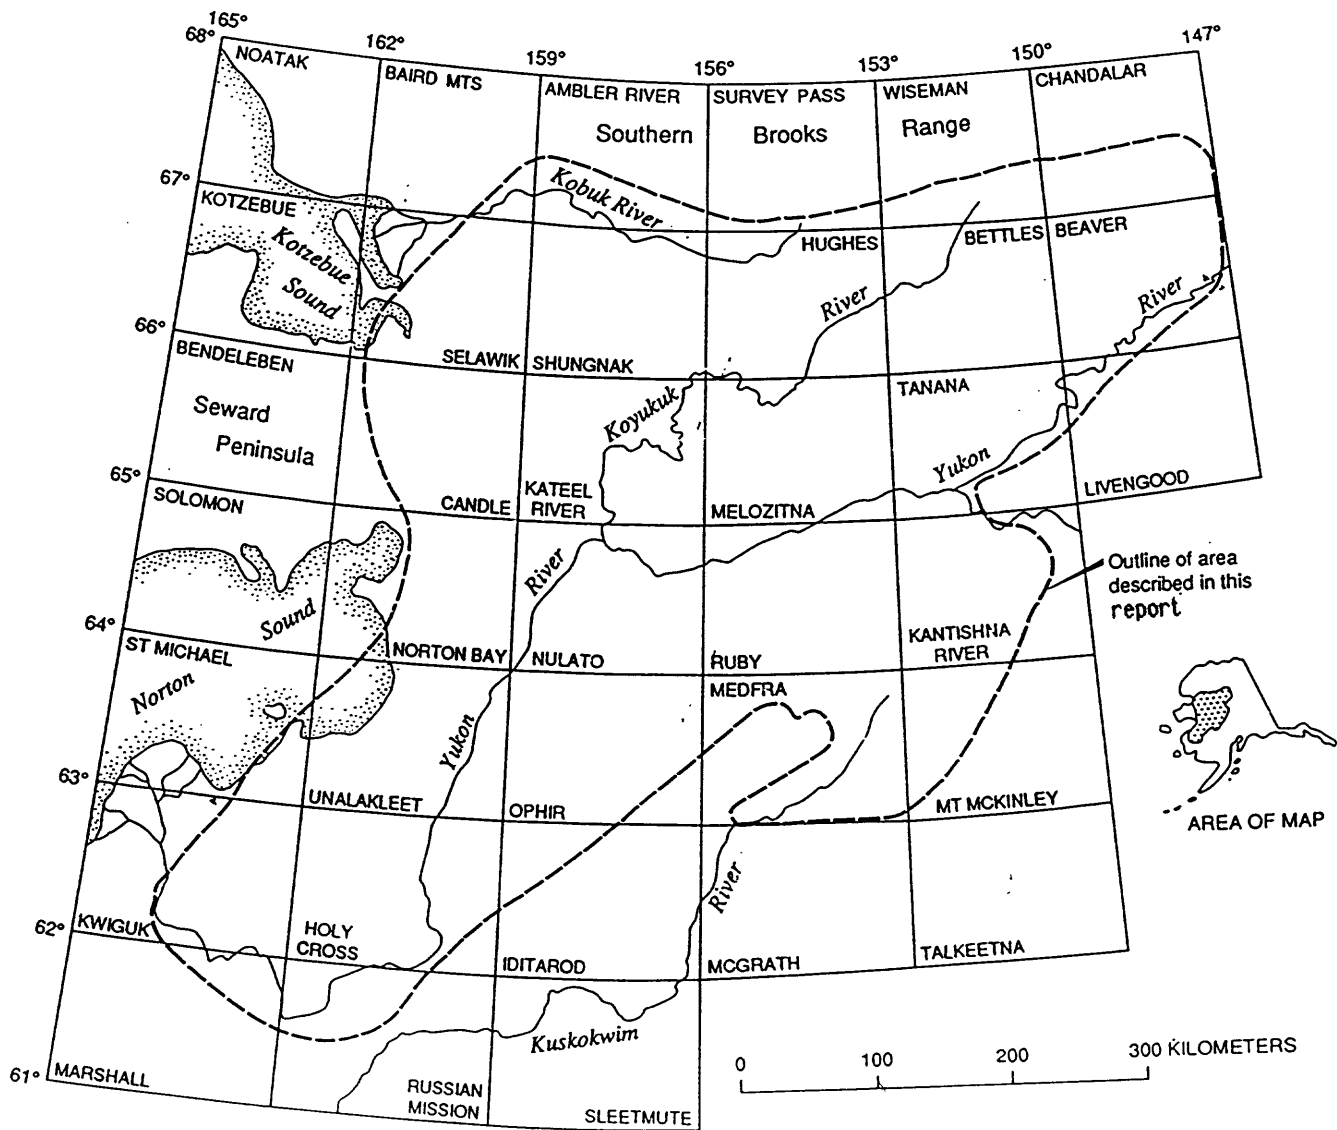 165°
68°
162°
159°
156°
153°
150°
147°
NOATAK
BAIRD MTS
AMBLER RIVER
SURVEY PASS
WISEMAN
CHANDALAR
Southern
Brooks
Range
67°
KOTZEBUE
Kobuk River
HUGHES
BETTLES
BEAVER
Kotzebue
Sound
River
River
66°
BENDELEBEN
SELAWIK
SHUNGNAK
TANANA
Seward
Peninsula
Koyukuk
Yukon
65°
SOLOMON
CANDLE
KATEEL
RIVER
MELOZITNA
LIVENGOOD
Sound
River
Outline of area
described in this
report
64°
ST MICHAEL
NORTON BAY
NULATO
RUBY
KANTISHNA
RIVER
MEDFRA
Norton
Yukon
63°
UNALAKLEET
OPHIR
MT MCKINLEY
AREA OF MAP
River
62°
KWIGUK
HOLY
CROSS
IDITAROD
MCGRATH
TALKEETNA
Kuskokwim
61°
MARSHALL
RUSSIAN
MISSION
SLEETMUTE
0
100
200
300 KILOMETERS